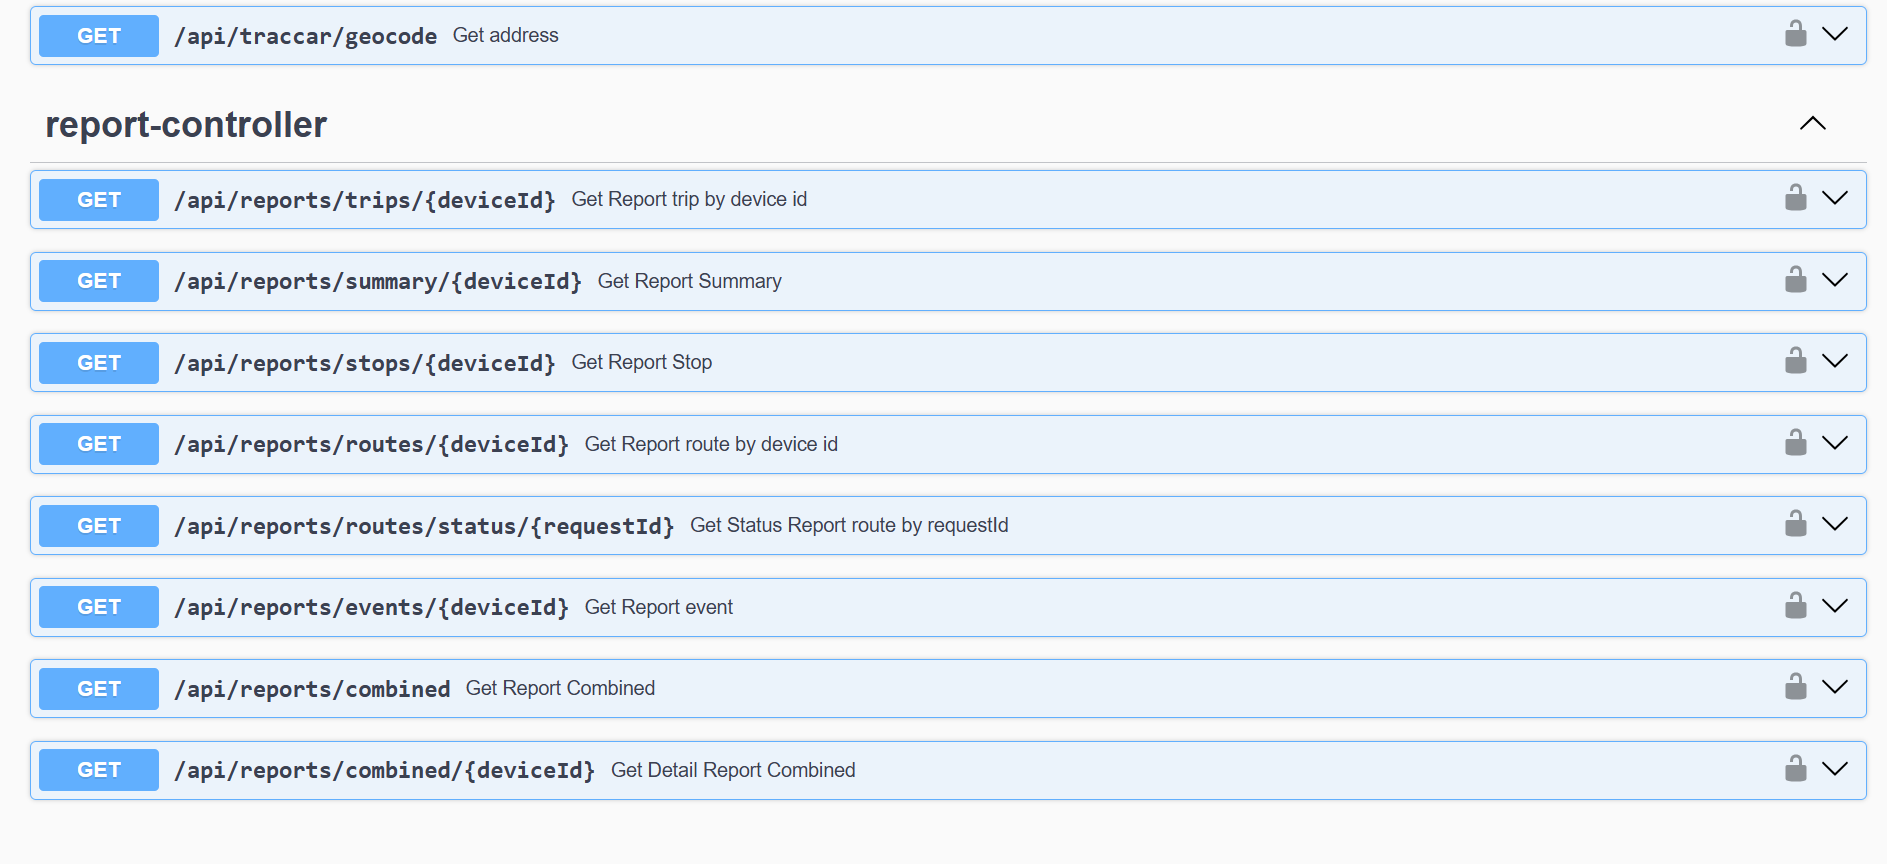 GET /api/traccar/geocode Get address
report-controller
GET /api/reports/trips/{deviceId} Get Report trip by device id
GET /api/reports/summary/{deviceId} Get Report Summary
GET /api/reports/stops/{deviceId} Get Report Stop
GET /api/reports/routes/{deviceId} Get Report route by device id
GET /api/reports/routes/status/{requestId} Get Status Report route by requestId
GET /api/reports/events/{deviceId} Get Report event
GET /api/reports/combined Get Report Combined
GET /api/reports/combined/{deviceId} Get Detail Report Combined